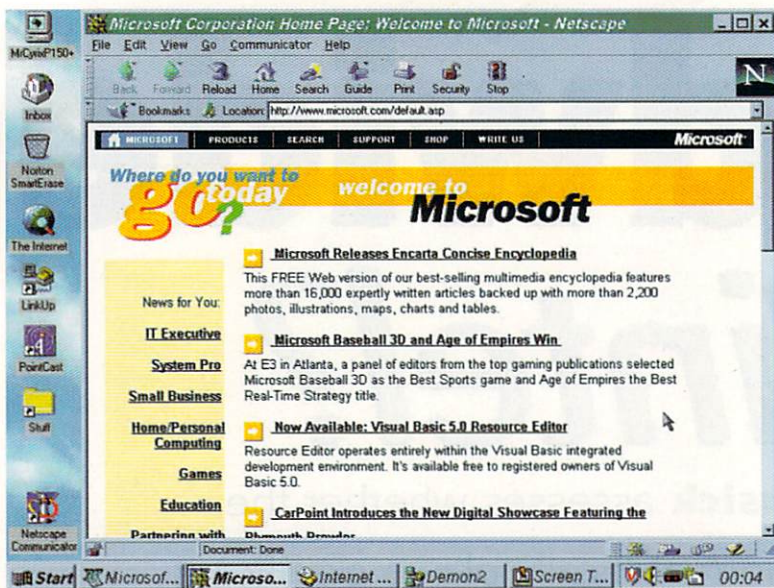 Microsoft Corporation Home Page; Welcome to Microsoft - Netscape
File Edit View Go Communicator Help
Back Forward Reload Home Search Guide Print Security Stop
N
Bookmarks Location: http://www.microsoft.com/default.asp
MICROSOFT PRODUCTS SEARCH SUPPORT SHOP WRITE US Microsoft
Where do you want to
go today
?
welcome to
Microsoft
Microsoft Releases Encarta Concise Encyclopedia
This FREE Web version of our best-selling multimedia encyclopedia features
more than 16,000 expertly written articles backed up with more than 2,200
photos, illustrations, maps, charts and tables.
Microsoft Baseball 3D and Age of Empires Win
At E3 in Atlanta, a panel of editors from the top gaming publications selected
Microsoft Baseball 3D as the Best Sports game and Age of Empires the Best
Real-Time Strategy title.
Now Available: Visual Basic 5.0 Resource Editor
Resource Editor operates entirely within the Visual Basic integrated
development environment. It's available free to registered owners of Visual
Basic 5.0.
CarPoint Introduces the New Digital Showcase Featuring the
Plymouth Prowler
News for You:
IT Executive
System Pro
Small Business
Home/Personal
Computing
Games
Education
Partnering with
Document: Done
MrCyrixP150+
Inbox
Norton
SmartErase
The Internet
LinkUp
PointCast
Stuff
Netscape
Communicator
Start Microsof... Microso... Internet ... Demon2 Screen T... 00:04